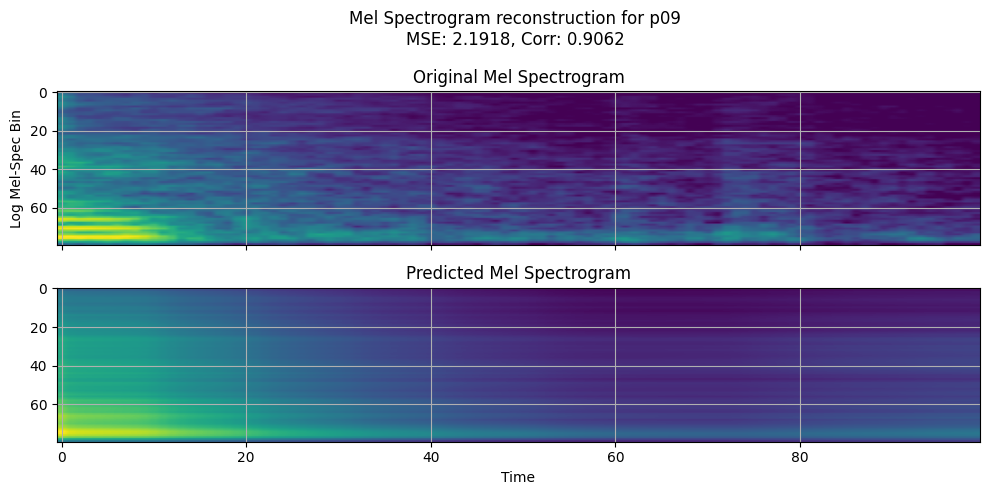 Mel Spectrogram reconstruction for p09
MSE: 2.1918, Corr: 0.9062
Original Mel Spectrogram
Log Mel-Spec Bin
0
20
40
60
Predicted Mel Spectrogram
0
20
40
60
0 20 40 60 80
Time